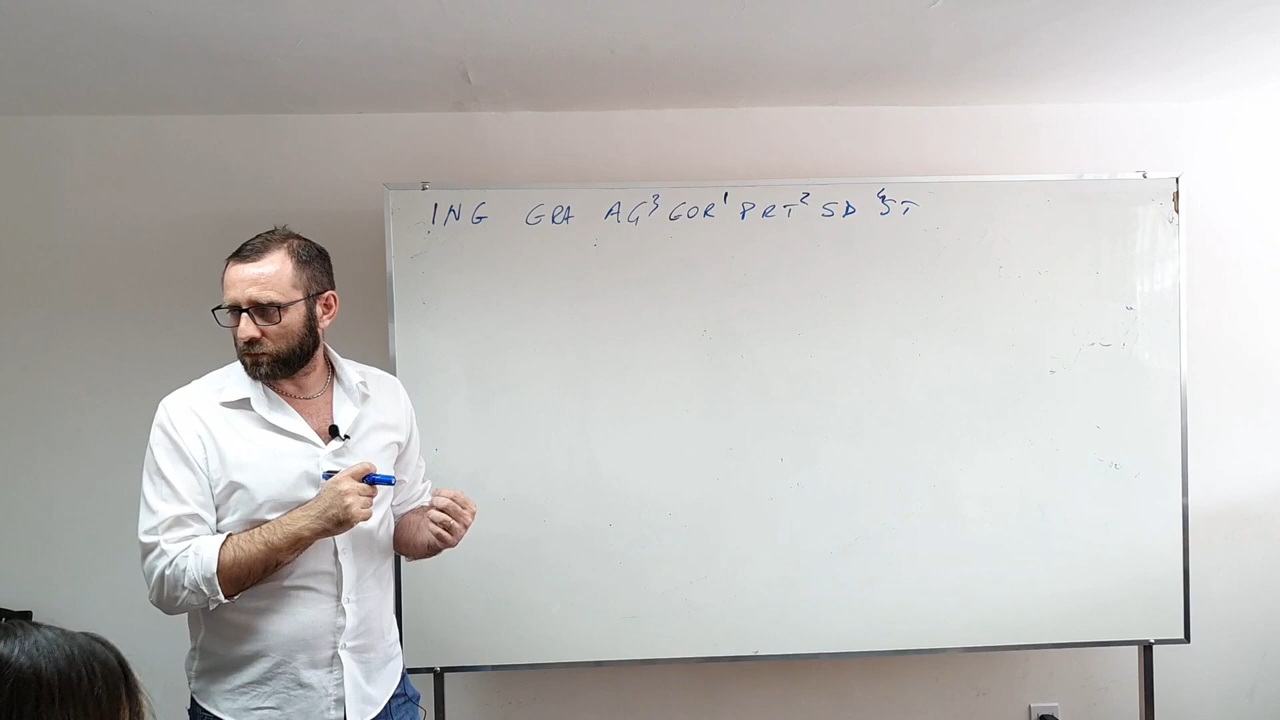 ING GRA AG³ GOR¹ PRT² SD ⁴ST